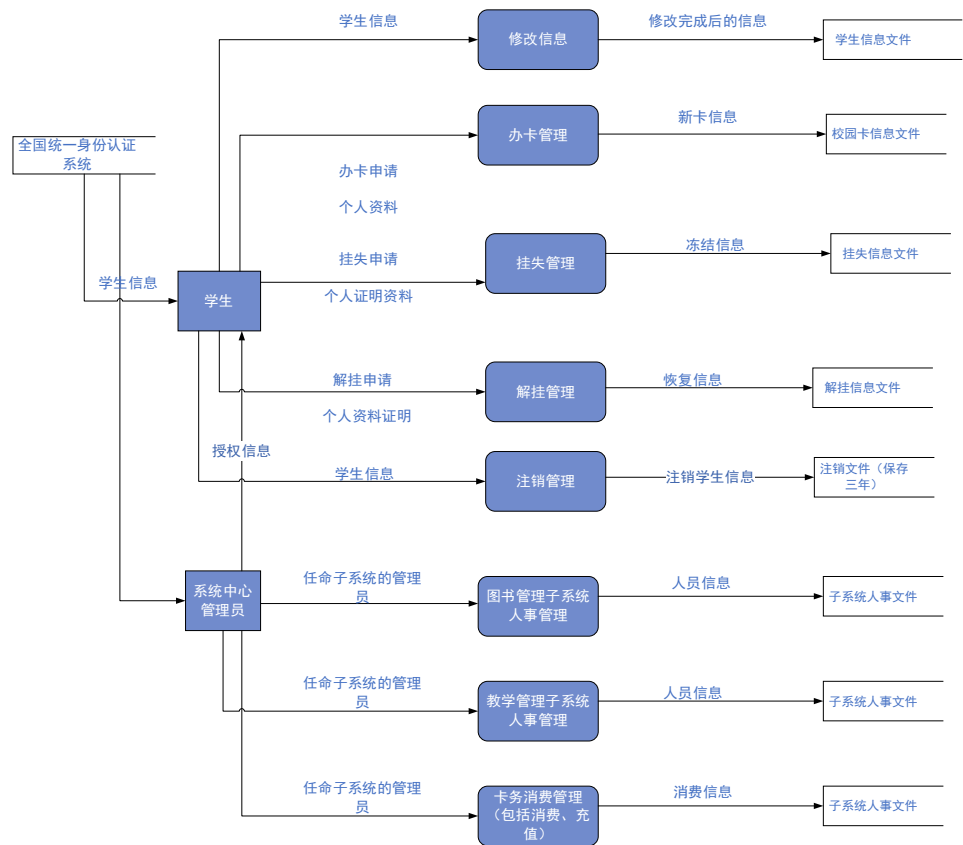 学生信息
修改信息
修改完成后的信息
学生信息文件
全国统一身份认证
系统
办卡管理
新卡信息
校园卡信息文件
办卡申请
个人资料
学生信息
学生
挂失申请
个人证明资料
挂失管理
冻结信息
挂失信息文件
解挂申请
个人资料证明
解挂管理
恢复信息
解挂信息文件
授权信息
学生信息
注销管理
注销学生信息
注销文件（保存
三年）
系统中心
管理员
任命子系统的管理
员
图书管理子系统
人事管理
人员信息
子系统人事文件
任命子系统的管理
员
教学管理子系统
人事管理
人员信息
子系统人事文件
任命子系统的管理
员
卡务消费管理
（包括消费、充
值）
消费信息
子系统人事文件